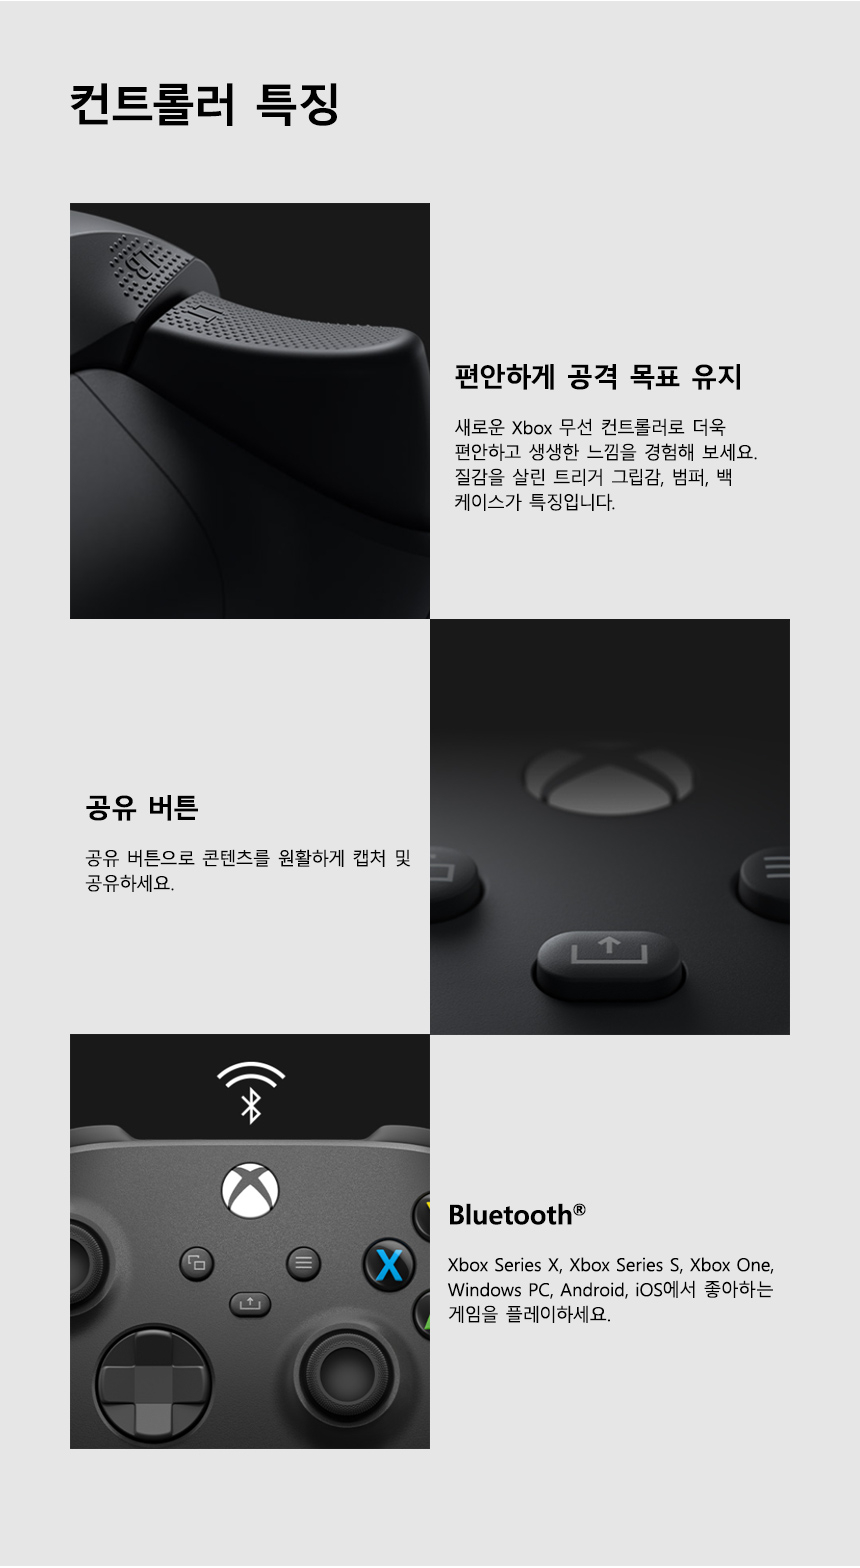 컨트롤러 특징
LB
LT
편안하게 공격 목표 유지
새로운 Xbox 무선 컨트롤러로 더욱
편안하고 생생한 느낌을 경험해 보세요.
질감을 살린 트리거 그립감, 범퍼, 백
케이스가 특징입니다.
공유 버튼
공유 버튼으로 콘텐츠를 원활하게 캡처 및
공유하세요.
X
Bluetooth®
Xbox Series X, Xbox Series S, Xbox One,
Windows PC, Android, iOS에서 좋아하는
게임을 플레이하세요.